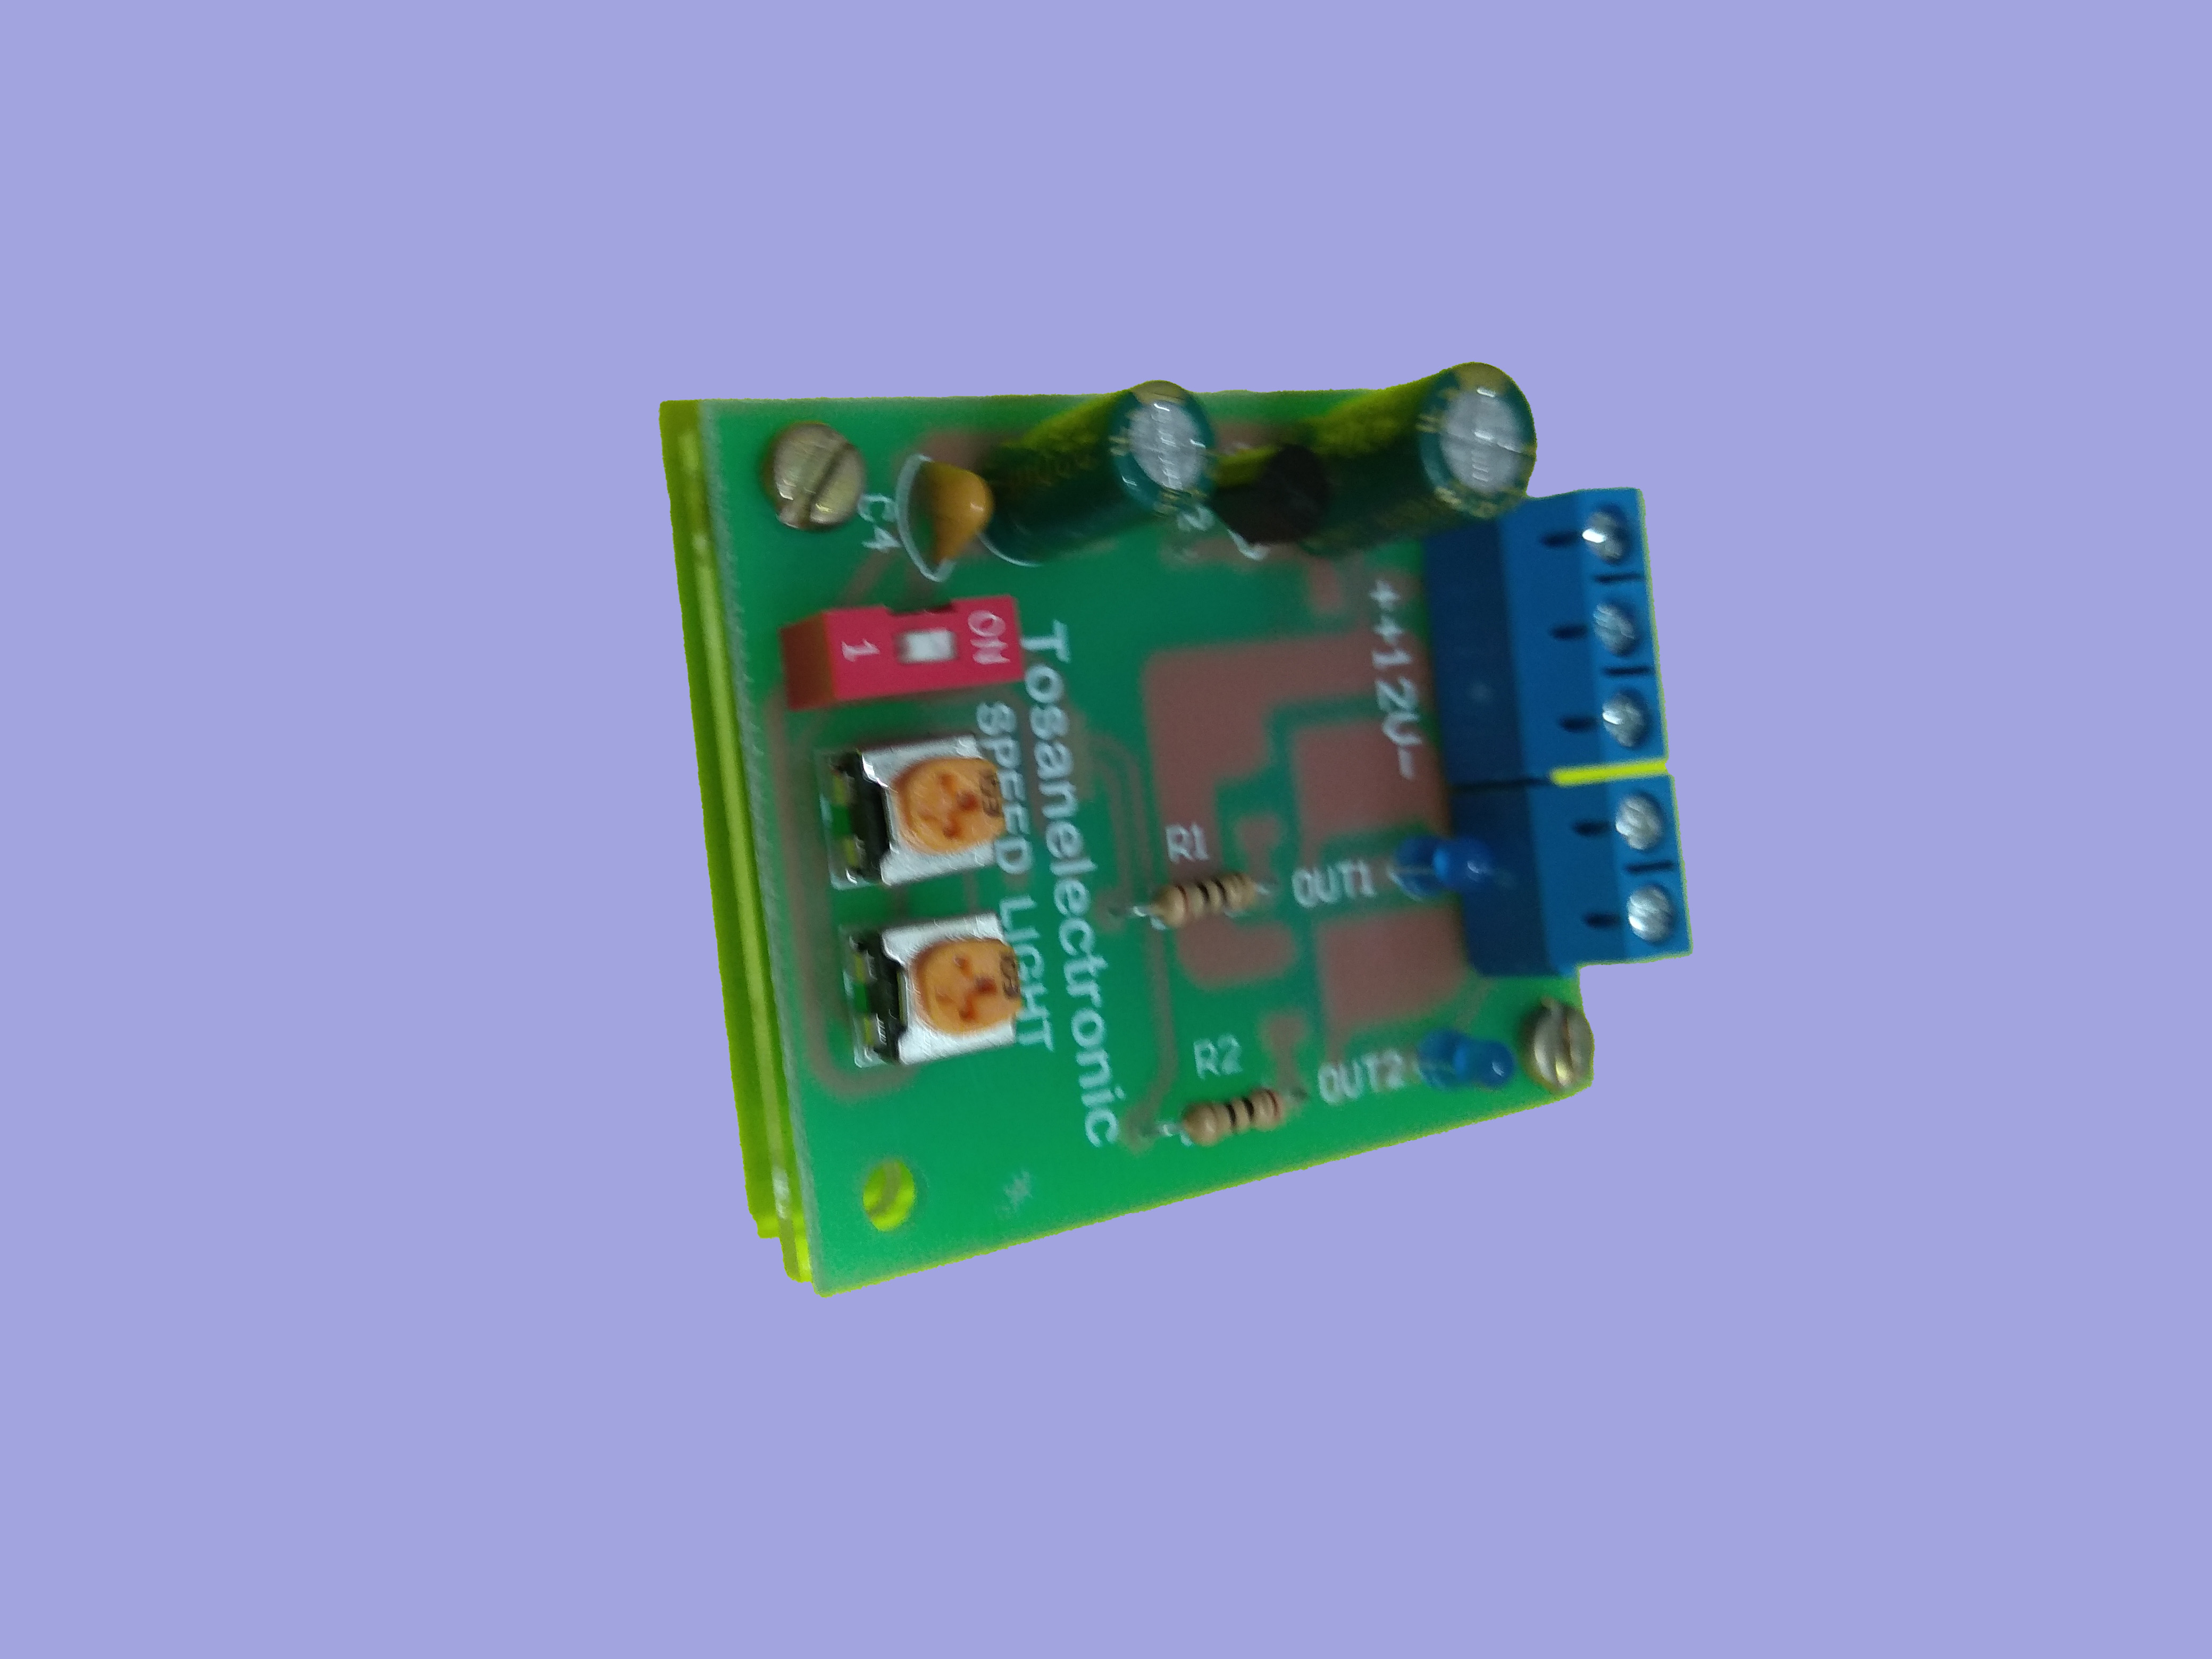 C4
ON
1
Tosanelectronic
SPEED LIGHT
++12V-
R1
OUT1
R2
OUT2